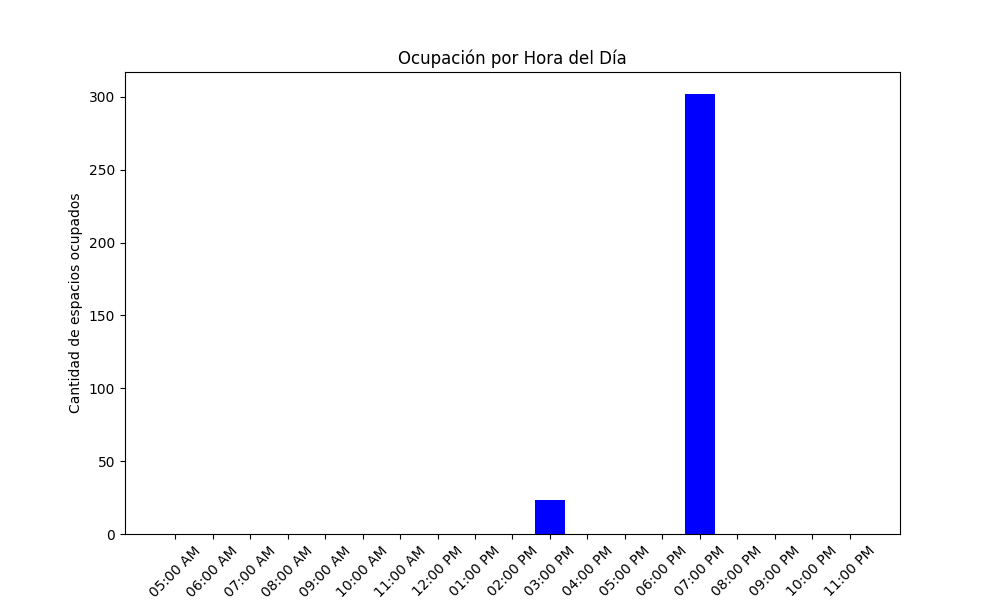 Ocupación por Hora del Día
Cantidad de espacios ocupados
300
250
200
150
100
50
0
05:00 AM
06:00 AM
07:00 AM
08:00 AM
09:00 AM
10:00 AM
11:00 AM
12:00 PM
01:00 PM
02:00 PM
03:00 PM
04:00 PM
05:00 PM
06:00 PM
07:00 PM
08:00 PM
09:00 PM
10:00 PM
11:00 PM